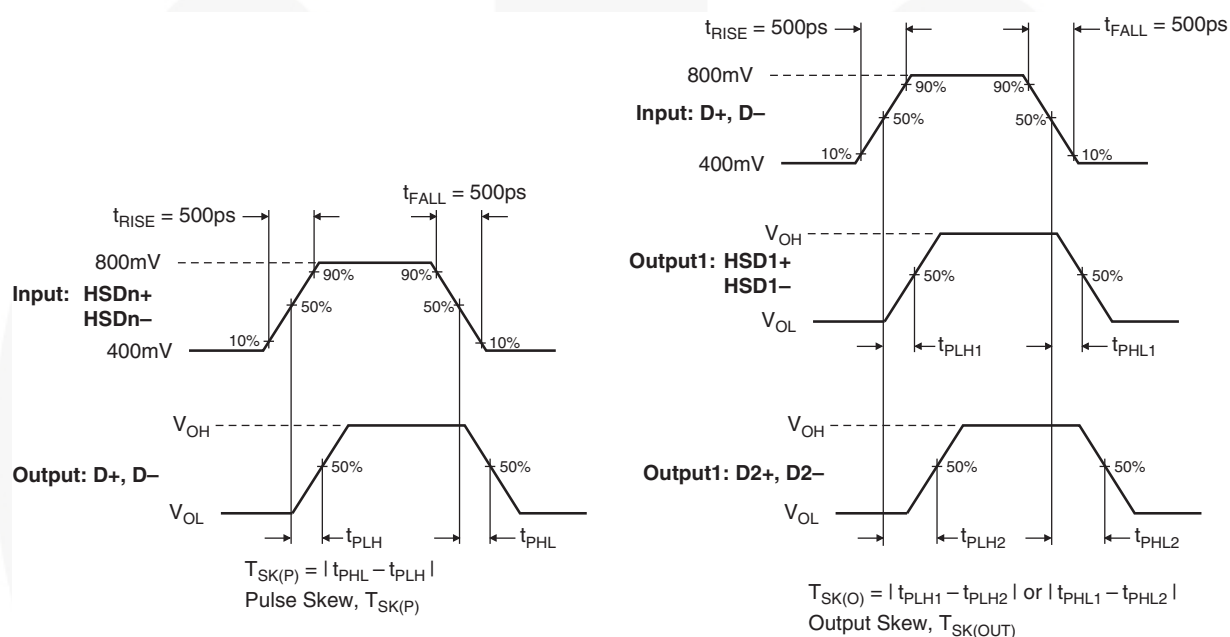 tRISE = 500ps
tFALL = 500ps
800mV
90%
90%
Input: HSDn+
HSDn–
50%
50%
10%
10%
400mV
VOH
Output: D+, D–
50%
50%
VOL
tPLH
tPHL
TSK(P) = | tPHL – tPLH |
Pulse Skew, TSK(P)
tRISE = 500ps
tFALL = 500ps
800mV
90%
90%
Input: D+, D–
50%
50%
10%
10%
400mV
VOH
Output1: HSD1+
HSD1–
50%
50%
VOL
tPLH1
tPHL1
VOH
Output1: D2+, D2–
50%
50%
VOL
tPLH2
tPHL2
TSK(O) = | tPLH1 – tPLH2 | or | tPHL1 – tPHL2 |
Output Skew, TSK(OUT)